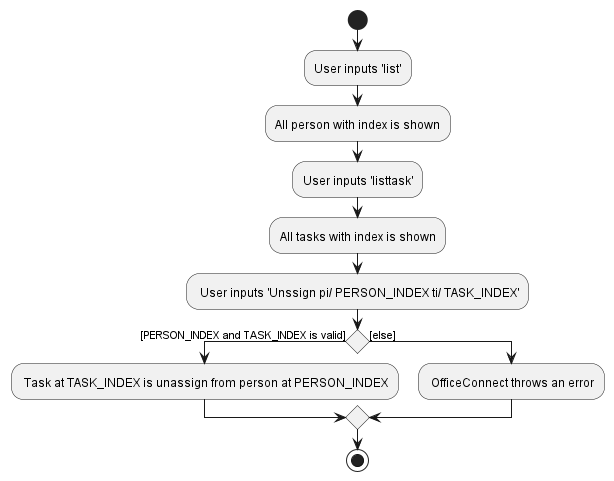 User inputs 'list'
All person with index is shown
User inputs 'listtask'
All tasks with index is shown
User inputs 'Unssign pi/ PERSON_INDEX ti/ TASK_INDEX'
[PERSON_INDEX and TASK_INDEX is valid]
[else]
Task at TASK_INDEX is unassign from person at PERSON_INDEX
OfficeConnect throws an error